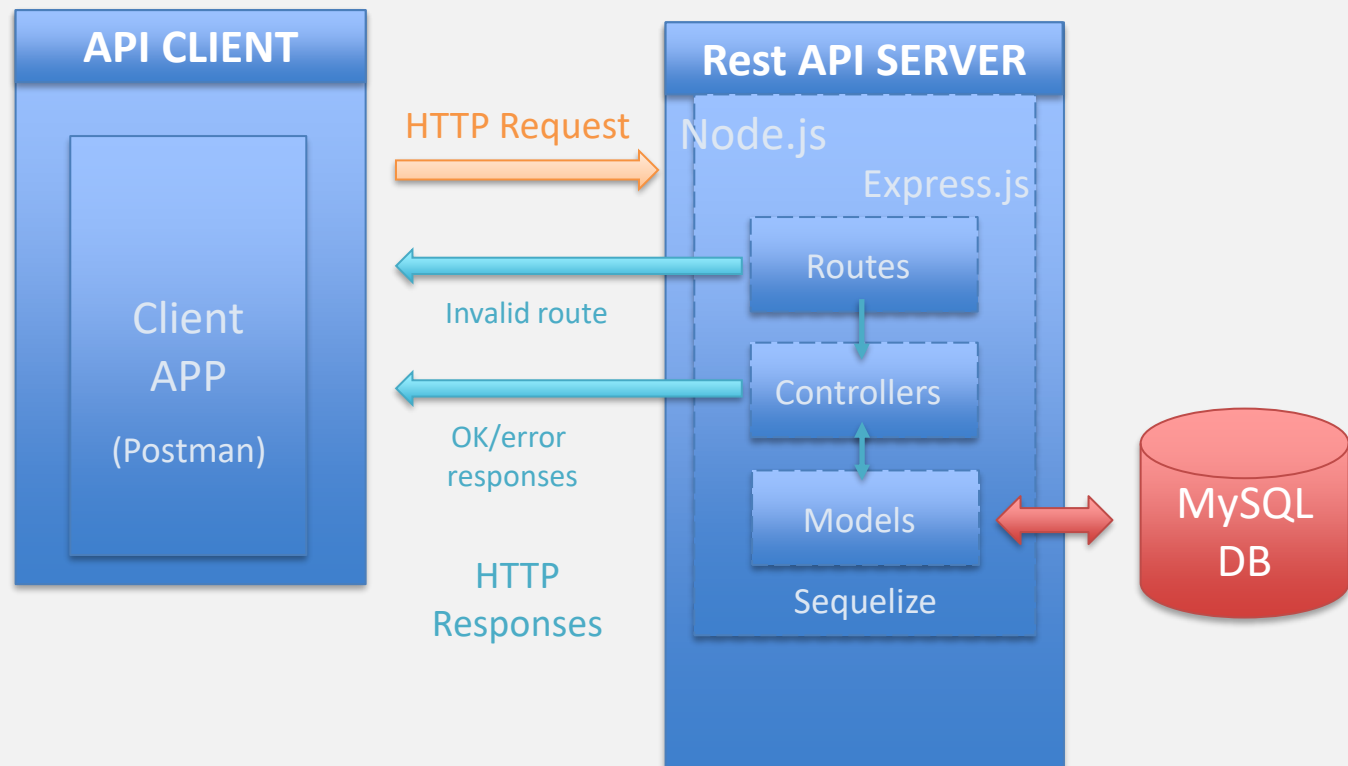 API CLIENT
Client
APP
(Postman)
HTTP Request
Invalid route
OK/error
responses
HTTP
Responses
Rest API SERVER
Node.js
Express.js
Routes
Controllers
Models
Sequelize
MySQL
DB